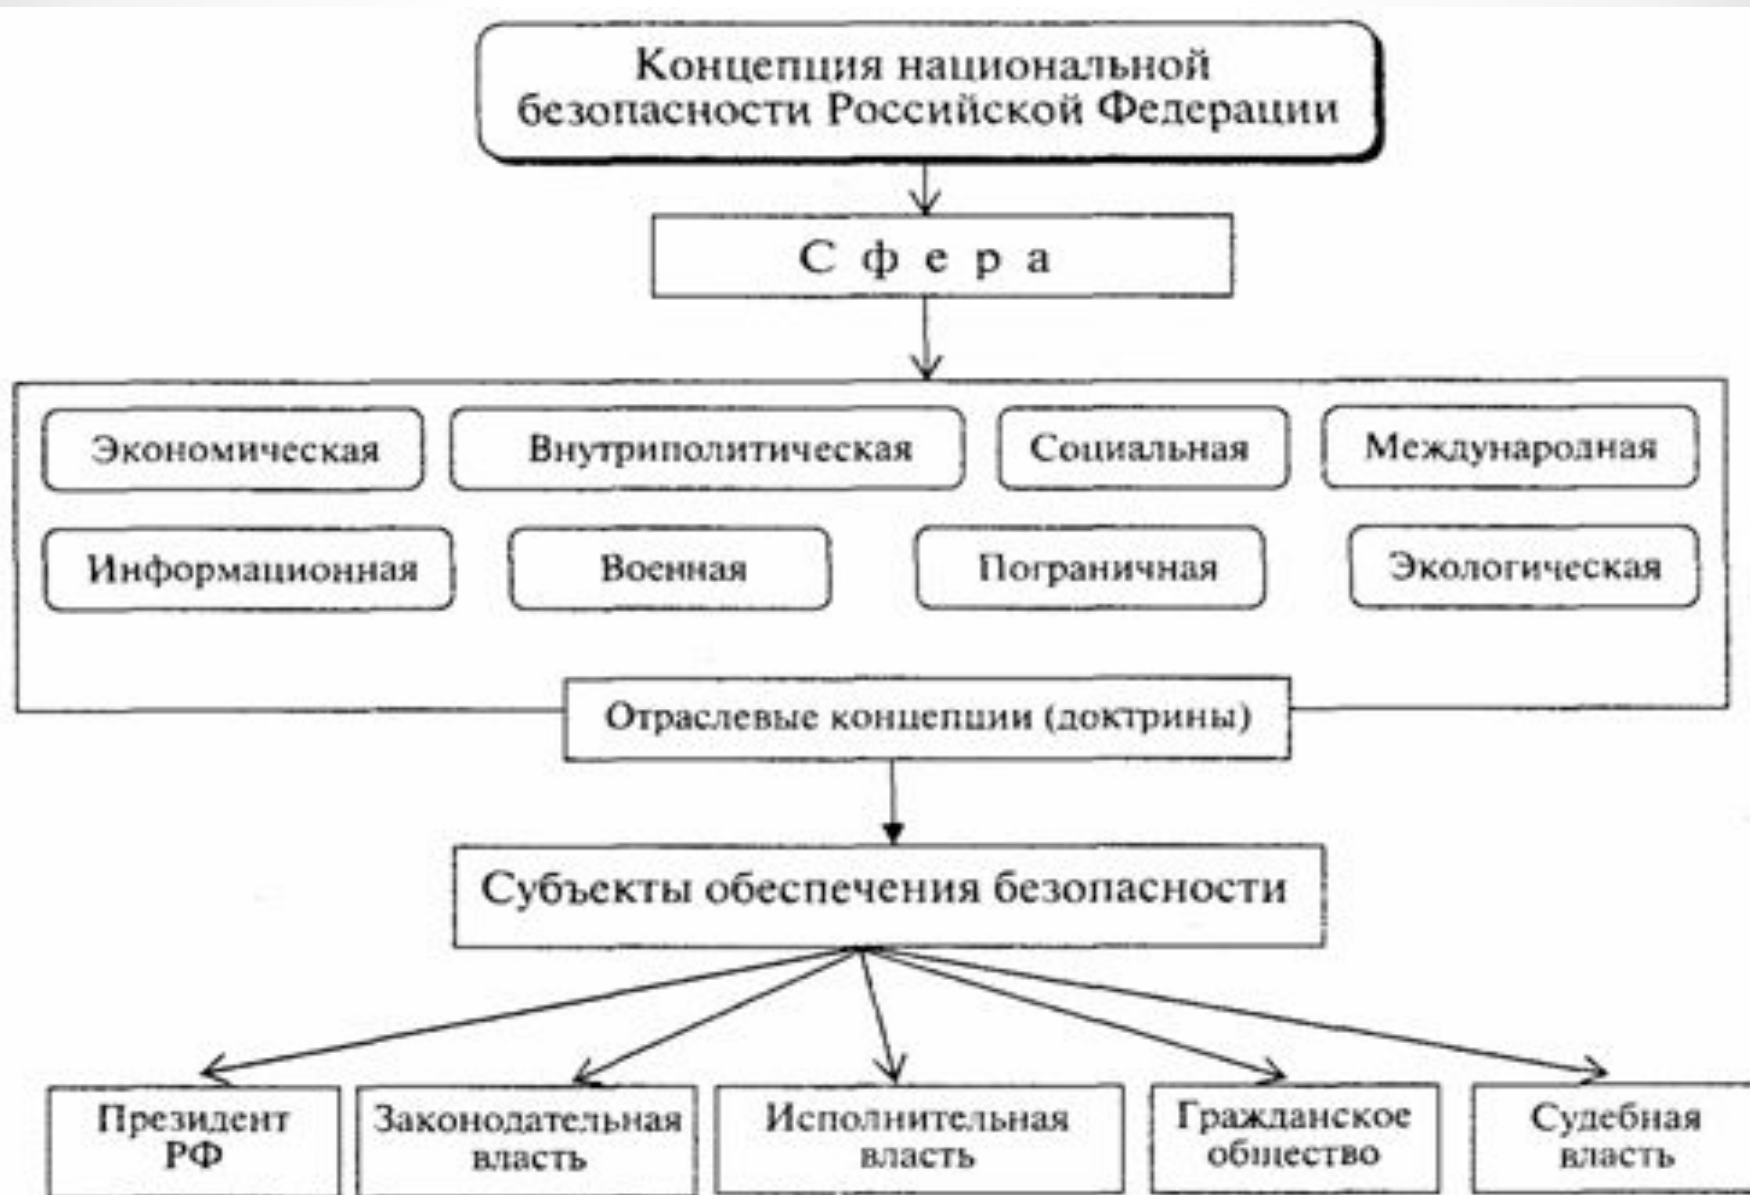 Концепция национальной
безопасности Российской Федерации
С ф е р а
Экономическая Внутриполитическая Социальная Международная
Информационная Военная Пограничная Экологическая
Отраслевые концепции (доктрины)
Субъекты обеспечения безопасности
Президент Законодательная Исполнительная Гражданское Судебная
РФ власть власть общество власть